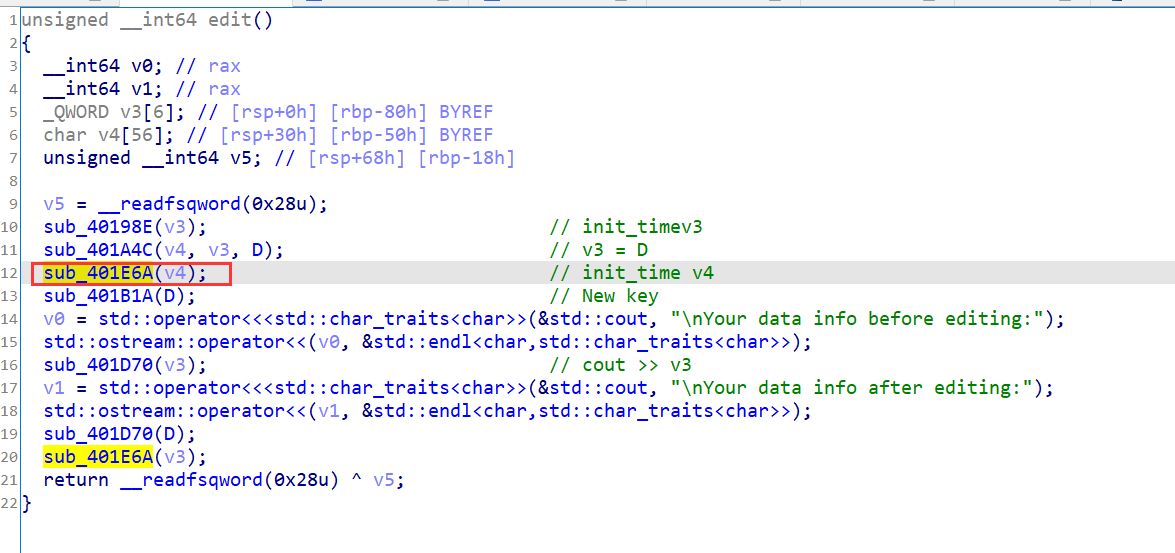 1 unsigned __int64 edit()
2 {
3 __int64 v0; // rax
4 __int64 v1; // rax
5 _QWORD v3[6]; // [rsp+0h] [rbp-80h] BYREF
6 char v4[56]; // [rsp+30h] [rbp-50h] BYREF
7 unsigned __int64 v5; // [rsp+68h] [rbp-18h]
8
9 v5 = __readfsqword(0x28u);
10 sub_40198E(v3); // init_timev3
11 sub_401A4C(v4, v3, D); // v3 = D
12 sub_401E6A(v4); // init_time v4
13 sub_401B1A(D); // New key
14 v0 = std::operator<<<std::char_traits<char>>(&std::cout, "\nYour data info before editing:");
15 std::ostream::operator<<(v0, &std::endl<char,std::char_traits<char>>);
16 sub_401D70(v3); // cout >> v3
17 v1 = std::operator<<<std::char_traits<char>>(&std::cout, "\nYour data info after editing:");
18 std::ostream::operator<<(v1, &std::endl<char,std::char_traits<char>>);
19 sub_401D70(D);
20 sub_401E6A(v3);
21 return __readfsqword(0x28u) ^ v5;
22 }